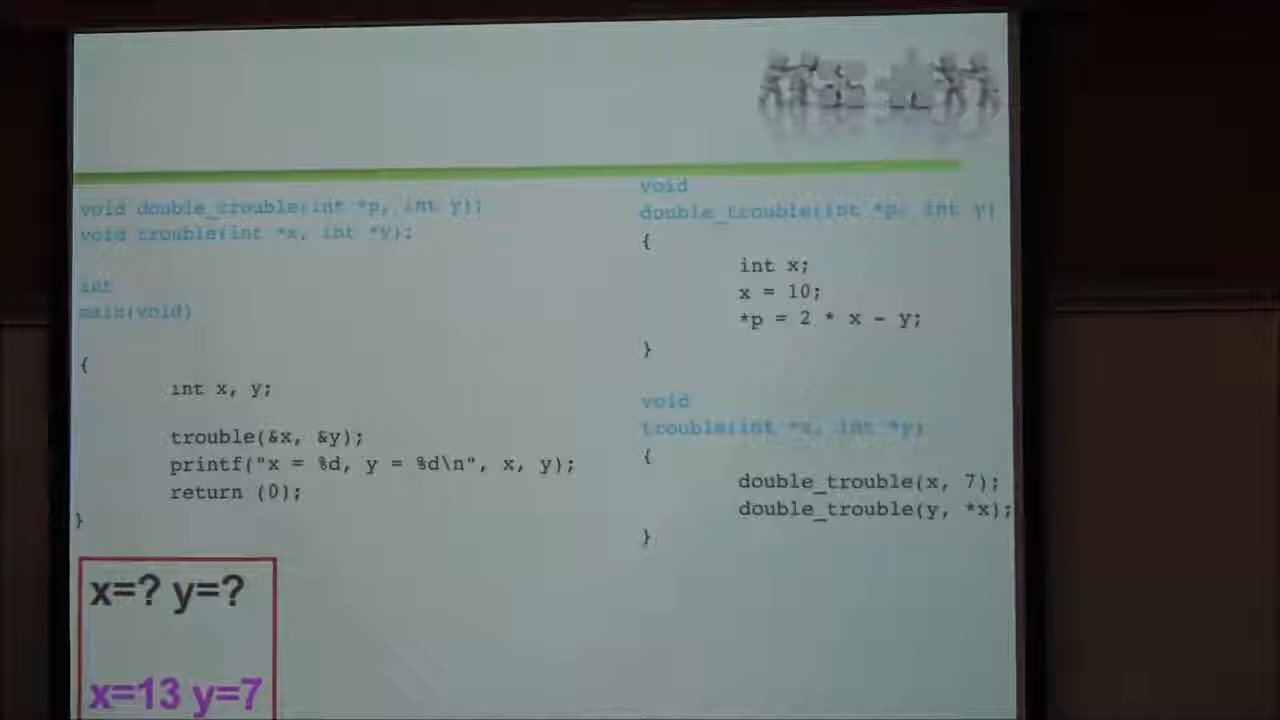 void double_trouble(int *p, int y);
void trouble(int *x, int *y);
int
main(void)
{
int x, y;
trouble(&x, &y);
printf("x = %d, y = %d\n", x, y);
return (0);
}
x=? y=?
x=13 y=7
void
double_trouble(int *p, int y)
{
int x;
x = 10;
*p = 2 * x - y;
}
void
trouble(int *x, int *y)
{
double_trouble(x, 7);
double_trouble(y, *x);
}